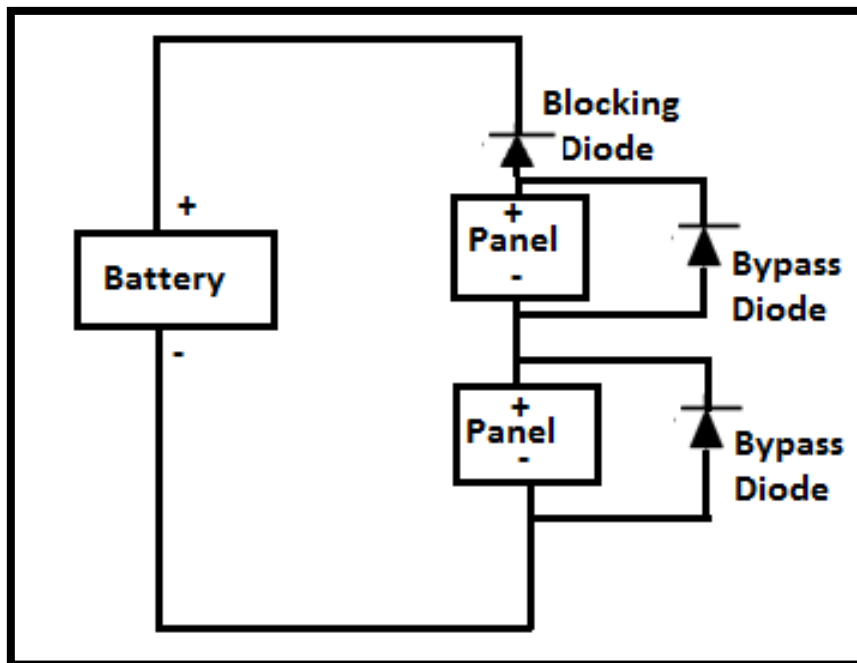 Blocking
Diode
+
+
Panel
-
Battery
Bypass
Diode
-
+
Panel
-
Bypass
Diode